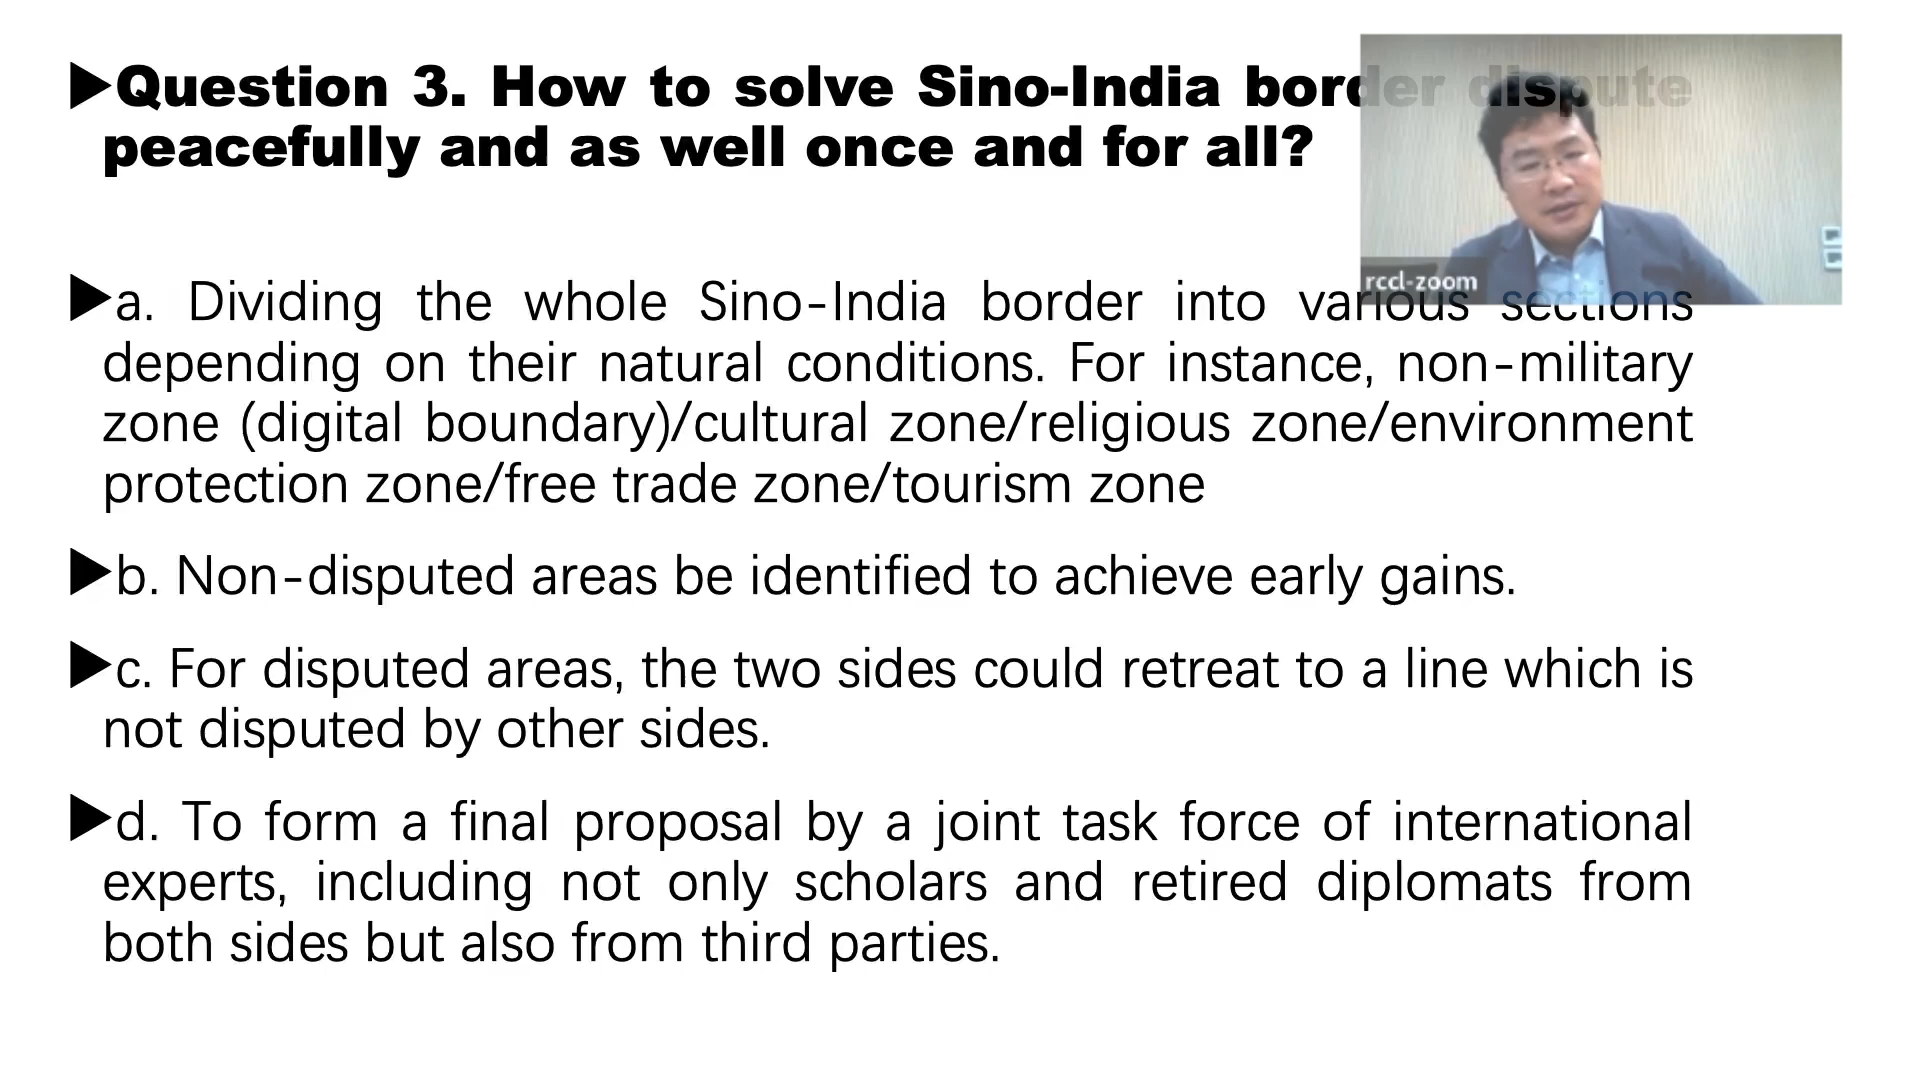 ▶Question 3. How to solve Sino-India border dispute
peacefully and as well once and for all?
rccl-zoom
▶a. Dividing the whole Sino-India border into various sections
depending on their natural conditions. For instance, non-military
zone (digital boundary)/cultural zone/religious zone/environment
protection zone/free trade zone/tourism zone
▶b. Non-disputed areas be identified to achieve early gains.
▶c. For disputed areas, the two sides could retreat to a line which is
not disputed by other sides.
▶d. To form a final proposal by a joint task force of international
experts, including not only scholars and retired diplomats from
both sides but also from third parties.